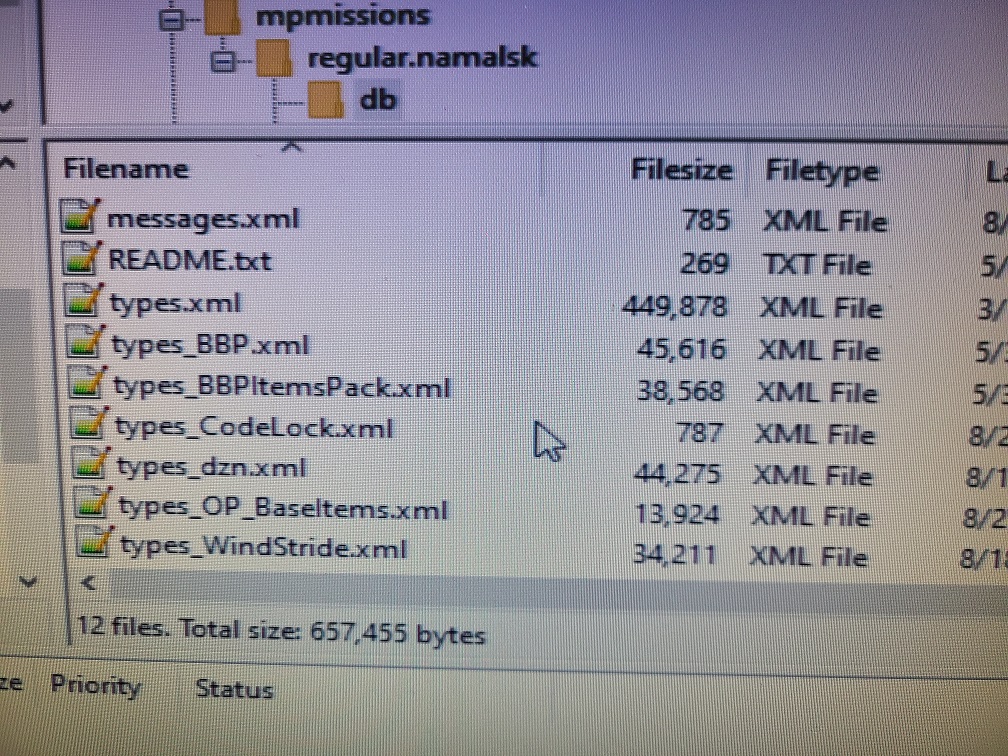 mpmissions
regular.namalsk
db
Filename Filesize Filetype
messages.xml 785 XML File 8/
README.txt 269 TXT File 5/
types.xml 449,878 XML File 3/
types_BBP.xml 45,616 XML File 5/
types_BBPItemsPack.xml 38,568 XML File 5/3
types_CodeLock.xml 787 XML File 8/2
types_dzn.xml 44,275 XML File 8/1
types_OP_BaseItems.xml 13,924 XML File 8/2
types_WindStride.xml 34,211 XML File 8/18
12 files. Total size: 657,455 bytes
ze Priority Status